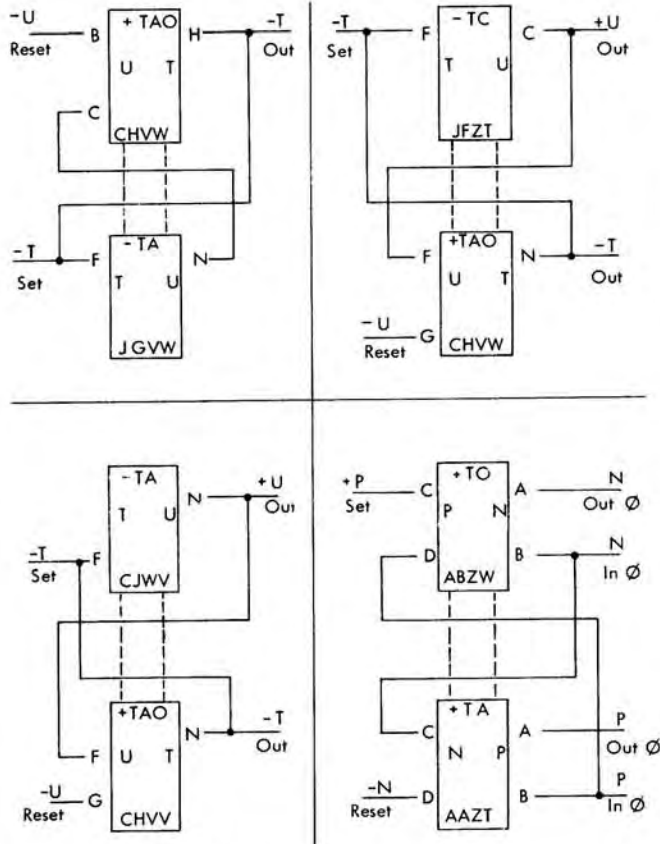 -U B + TAO H -T
Reset Out
U T
C
CHVW
- TA
-T F N
Set T U
JGVW
-T F - TC C +U
Set Out
T U
JFZT
+TAO
F N -T
U T Out
-U G
Reset
CHVW
- TA
N +U
T U Out
-T F
Set
CJWV
+TAO
N -T
F U T Out
-U G
Reset
CHVV
+P C + TO A N
Set Out Ø
P N
D B N
ABZW In Ø
+ TA
C A P
N P Out Ø
-N D B P
Reset In Ø
AAZT